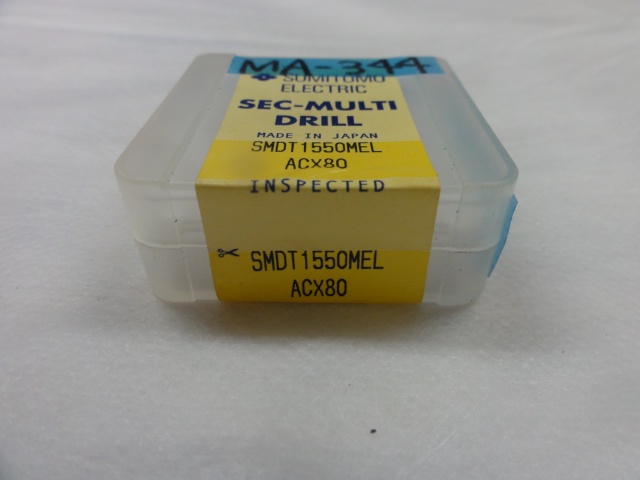 MA-344
SUMITOMO
ELECTRIC
SEC-MULTI
DRILL
MADE IN JAPAN
SMDT1550MEL
ACX80
INSPECTED
SMDT1550MEL
ACX80